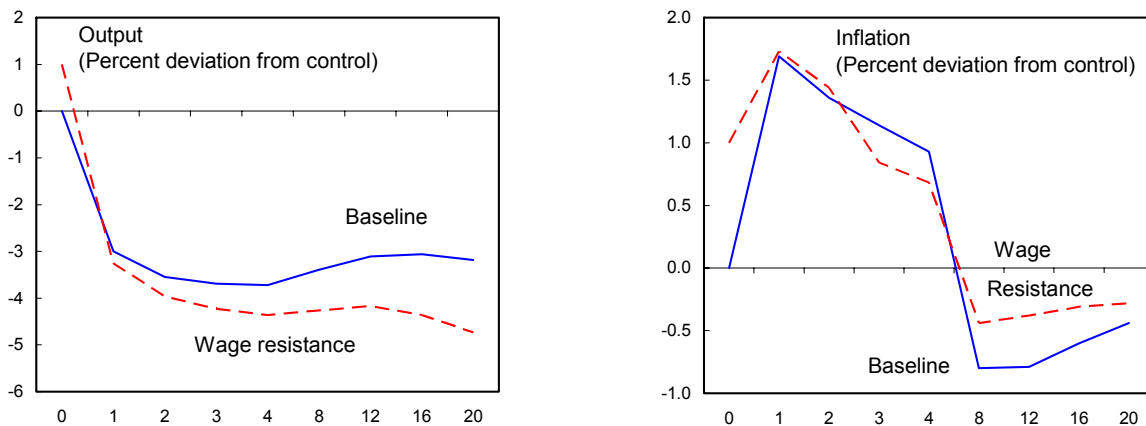 Output
(Percent deviation from control)
2
1
0
-1
-2
-3
-4
-5
-6
Baseline
Wage resistance
0 1 2 3 4 8 12 16 20
Inflation
(Percent deviation from control)
2.0
1.5
1.0
0.5
0.0
-0.5
-1.0
Wage
Resistance
Baseline
0 1 2 3 4 8 12 16 20